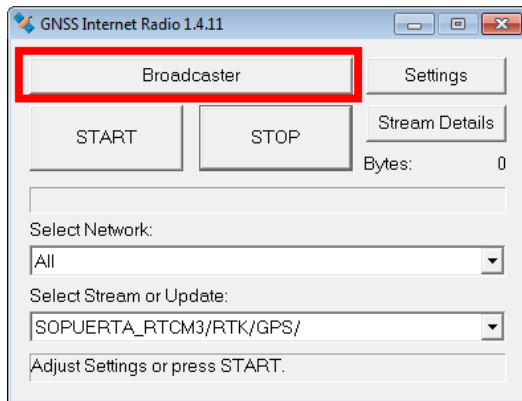 GNSS Internet Radio 1.4.11
Broadcaster
Settings
START
STOP
Stream Details
Bytes: 0
Select Network:
All
Select Stream or Update:
SOPUERTA_RTCM3/RTK/GPS/
Adjust Settings or press START.